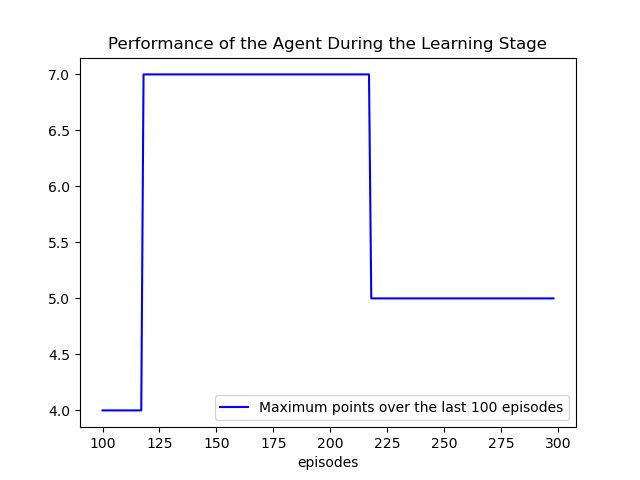 Performance of the Agent During the Learning Stage
7.0
6.5
6.0
5.5
5.0
4.5
4.0
Maximum points over the last 100 episodes
100 125 150 175 200 225 250 275 300
episodes